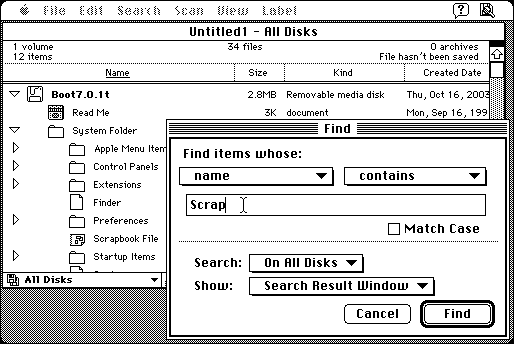 File Edit Search Scan View Label
Untitled1 - All Disks
1 volume 34 files 0 archives
12 items File hasn't been saved
Name Size Kind Created Date
Boot7.0.1t 2.8MB Removable media disk Thu, Oct 16, 2003
Read Me 3K document Mon, Sep 16, 199
System Folder
Apple Menu Item
Control Panels
Extensions
Finder
Preferences
Scrapbook File
Startup Items
All Disks
Find
Find items whose:
name contains
Scrap
Match Case
Search: On All Disks
Show: Search Result Window
Cancel Find